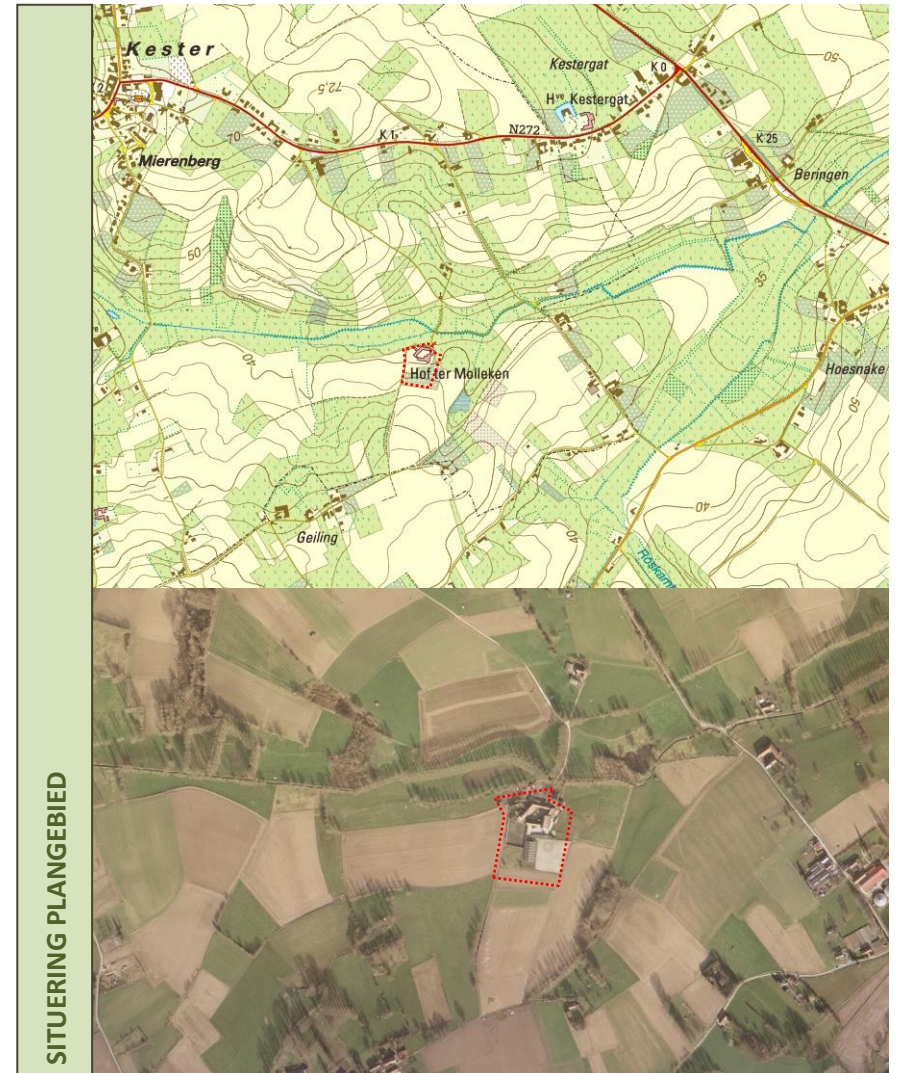 SITUERING PLANGEBIED
Kester
Kestergat
K 0
50
72,5
Hve Kestergat
N272
K 1
K 25
70
Mierenberg
Beringen
50
35
40
Hof ter Molleken
Hoesnake
50
40
40
Geiling